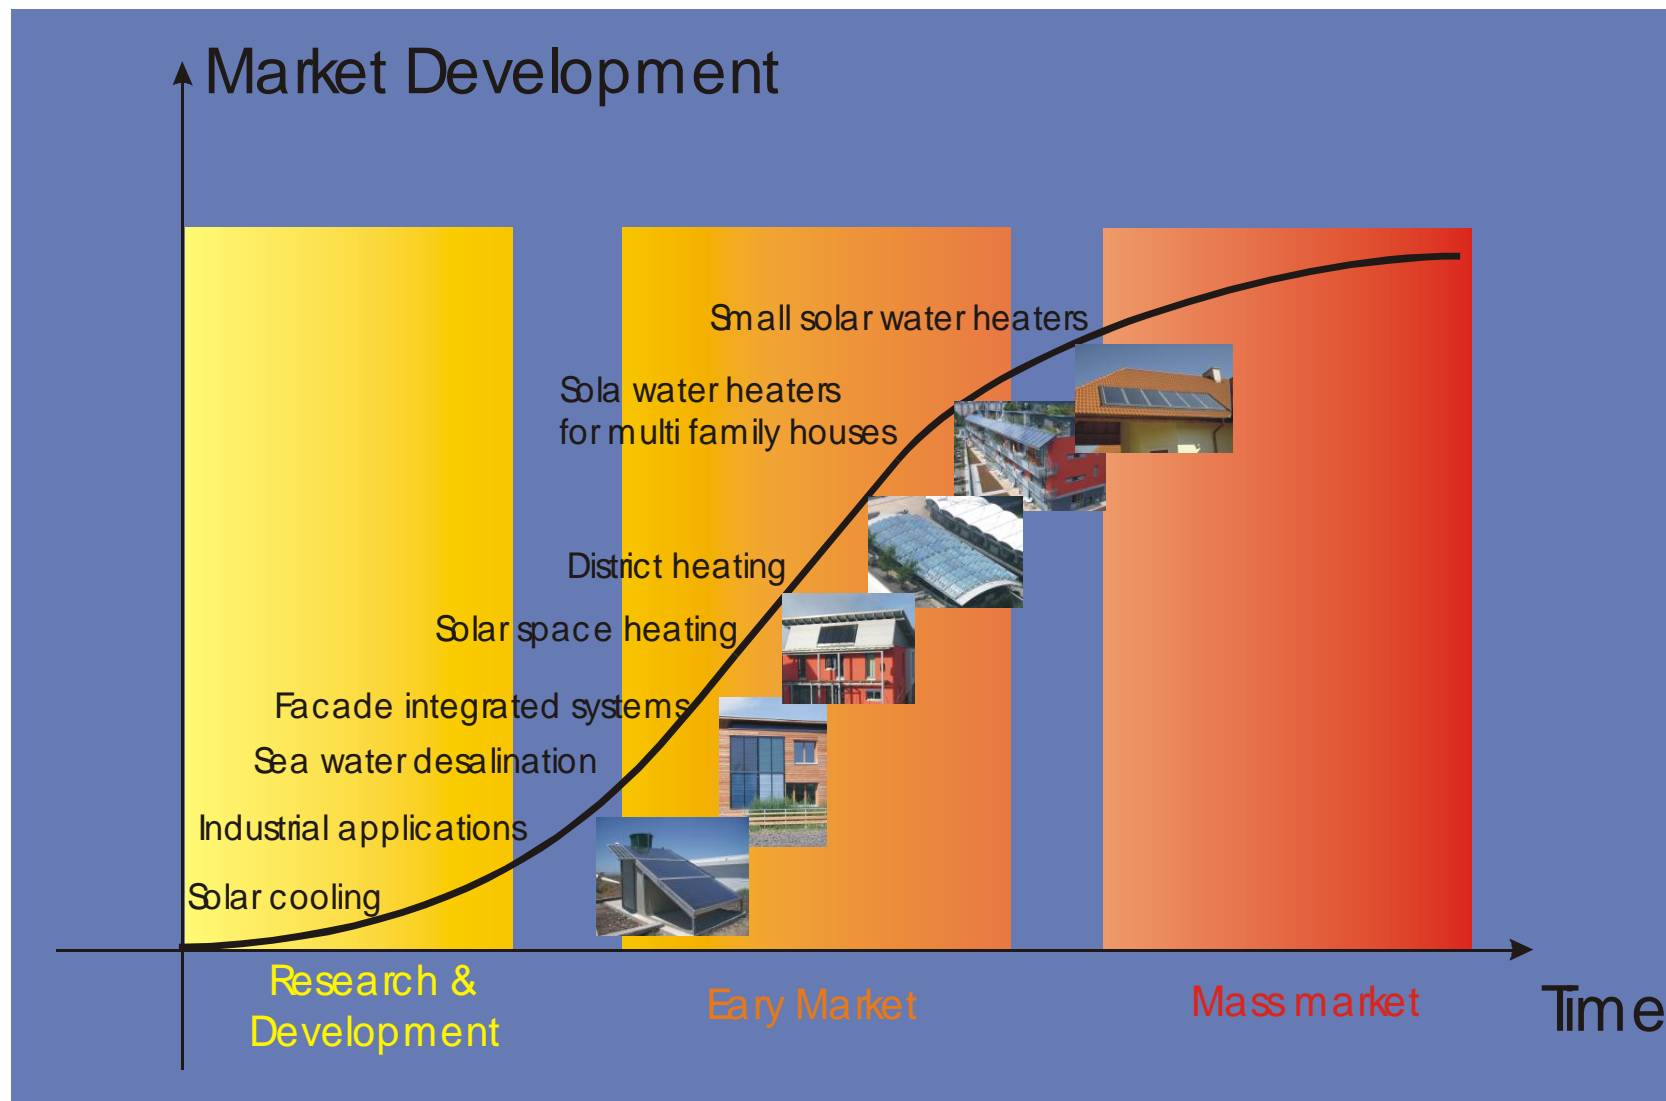 Market Development
Small solar water heaters
Sola water heaters
for multi family houses
District heating
Solar space heating
Facade integrated systems
Sea water desalination
Industrial applications
Solar cooling
Research &
Development
Eary Market
Mass market
Time